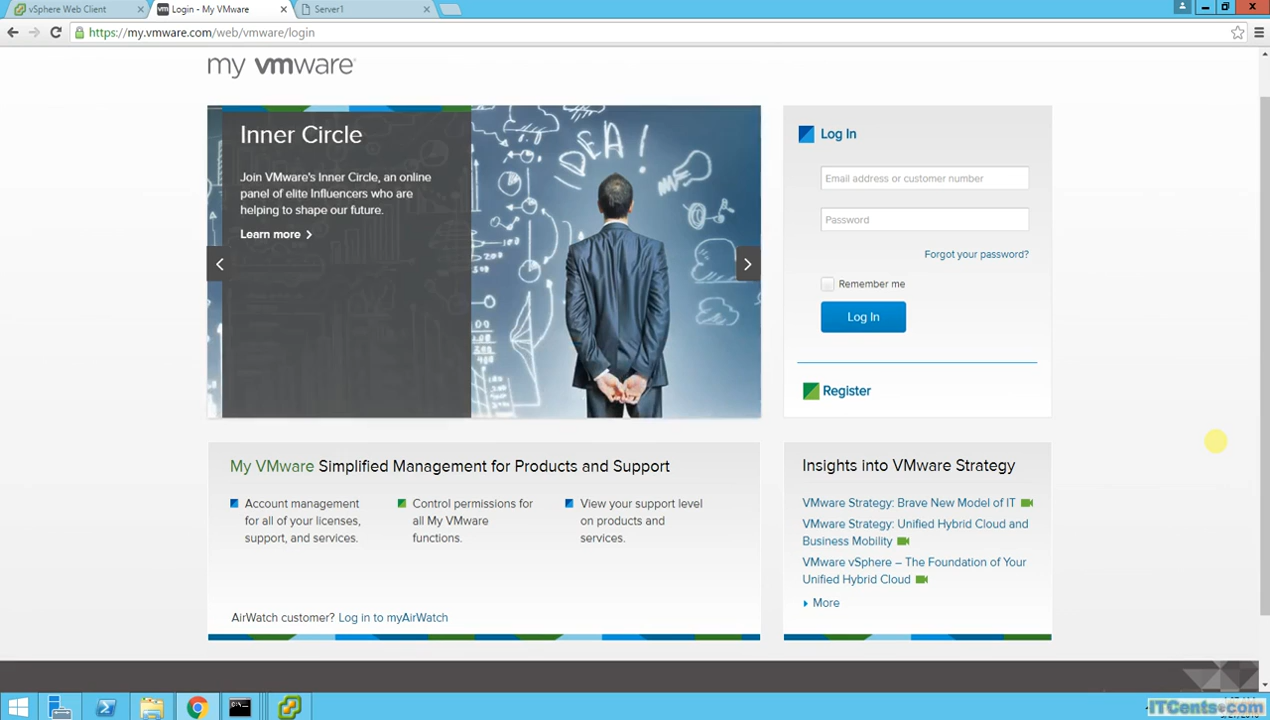 vSphere Web Client
Login - My VMware
Server1
https://my.vmware.com/web/vmware/login
my vmware
Inner Circle
Join VMware's Inner Circle, an online
panel of elite Influencers who are
helping to shape our future.
Learn more
IDEA!
Log In
Email address or customer number
Password
Forgot your password?
Remember me
Log In
Register
My VMware Simplified Management for Products and Support
Account management
for all of your licenses,
support, and services.
Control permissions for
all My VMware
functions.
View your support level
on products and
services.
AirWatch customer? Log in to myAirWatch
Insights into VMware Strategy
VMware Strategy: Brave New Model of IT
VMware Strategy: Unified Hybrid Cloud and
Business Mobility
VMware vSphere – The Foundation of Your
Unified Hybrid Cloud
More
ITCents.com